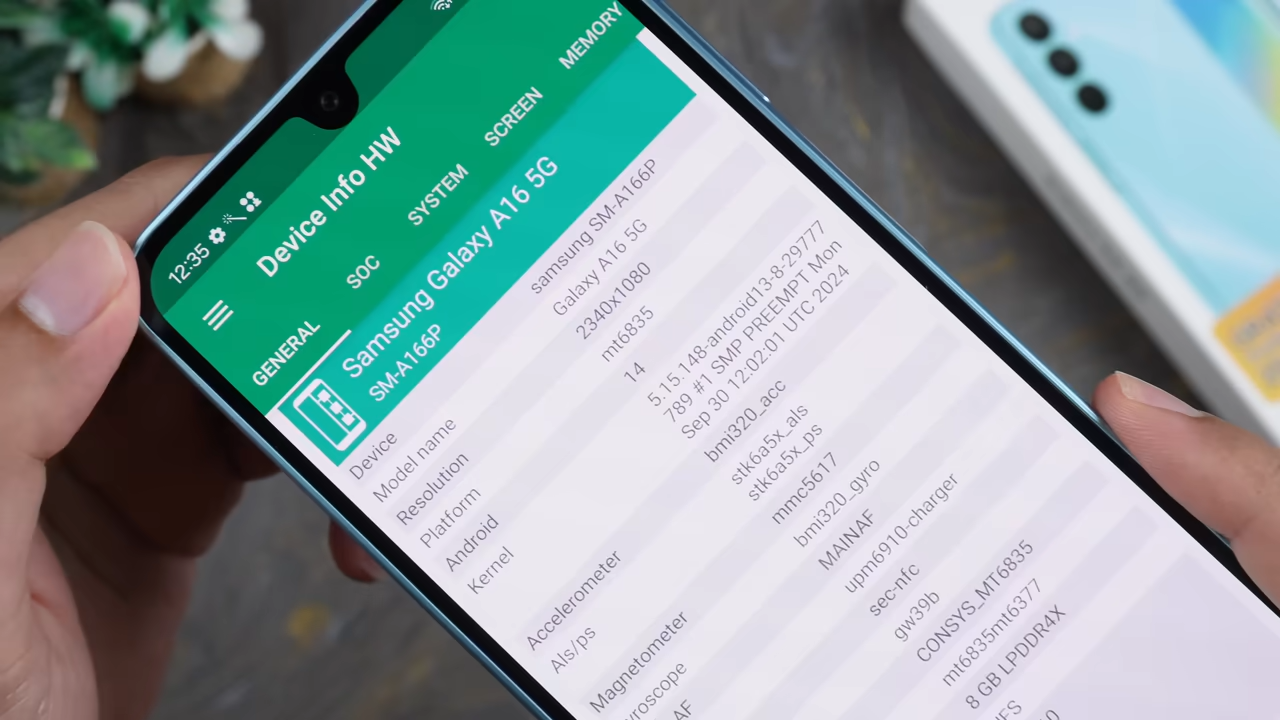 12:35
Device Info HW
GENERAL SOC SYSTEM SCREEN MEMORY
Samsung Galaxy A16 5G
SM-A166P
Device samsung SM-A166P
Model name Galaxy A16 5G
Resolution 2340x1080
Platform mt6835
Android 14
Kernel 5.15.148-android13-8-29777
789 #1 SMP PREEMPT Mon
Sep 30 12:02:01 UTC 2024
Accelerometer bmi320_acc
Als/ps stk6a5x_als
stk6a5x_ps
Magnetometer mmc5617
yroscope bmi320_gyro
AF MAINAF
upm6910-charger
sec-nfc
gw39b
CONSYS_MT6835
mt6835mt6377
8 GB LPDDR4X